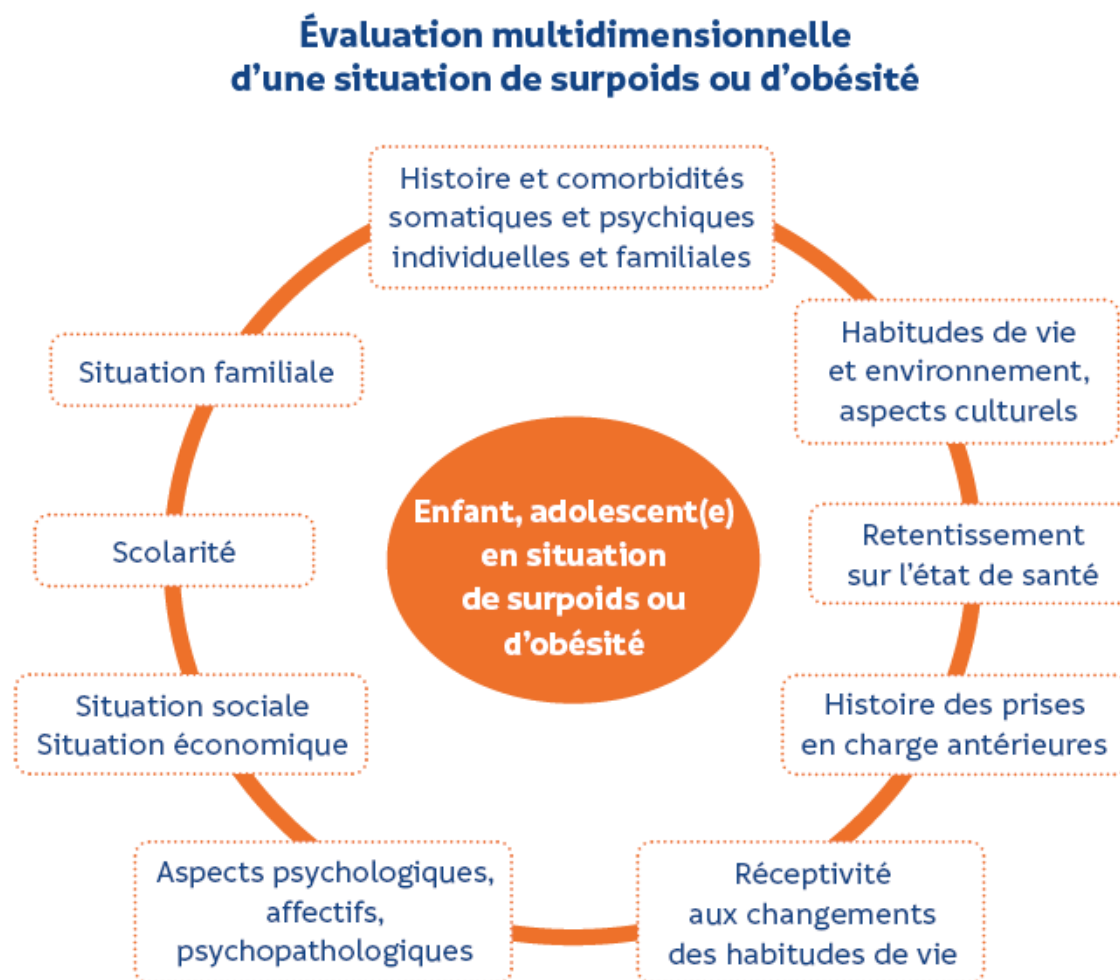 Évaluation multidimensionnelle
d'une situation de surpoids ou d'obésité
Histoire et comorbidités
somatiques et psychiques
individuelles et familiales
Habitudes de vie
et environnement,
aspects culturels
Retentissement
sur l'état de santé
Histoire des prises
en charge antérieures
Réceptivité
aux changements
des habitudes de vie
Aspects psychologiques,
affectifs,
psychopathologiques
Situation sociale
Situation économique
Scolarité
Situation familiale
Enfant, adolescent(e)
en situation
de surpoids ou
d'obésité